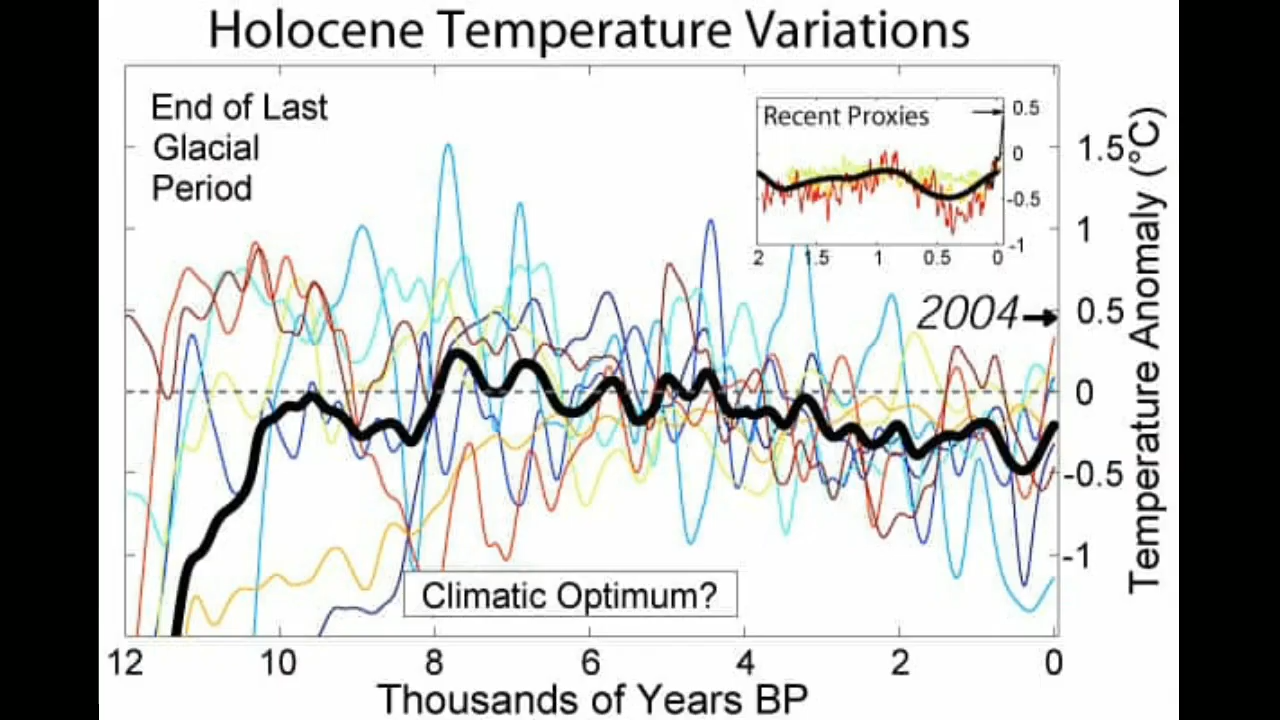 Holocene Temperature Variations
End of Last
Glacial
Period
Recent Proxies
0.5
0
-0.5
-1
2
1.5
1
0.5
0
2004
1.5
1
0.5
0
-0.5
-1
Temperature Anomaly (°C)
Climatic Optimum?
12
10
8
6
4
2
0
Thousands of Years BP